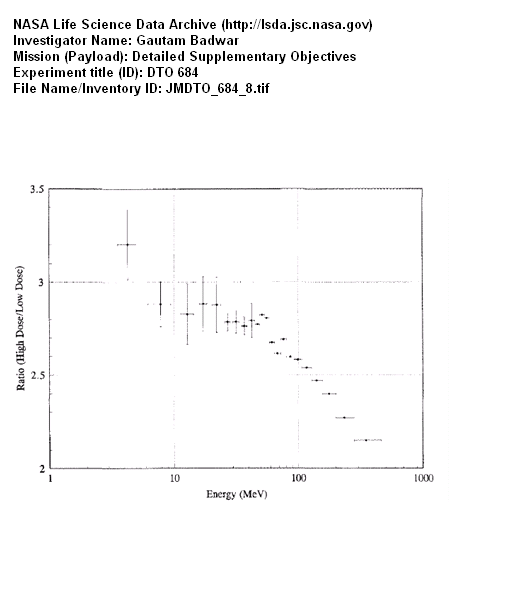 NASA Life Science Data Archive (http://lsda.jsc.nasa.gov)
Investigator Name: Gautam Badwar
Mission (Payload): Detailed Supplementary Objectives
Experiment title (ID): DTO 684
File Name/Inventory ID: JMDTO_684_8.tif
3.5
3
2.5
2
Ratio (High Dose/Low Dose)
1
10
100
1000
Energy (MeV)